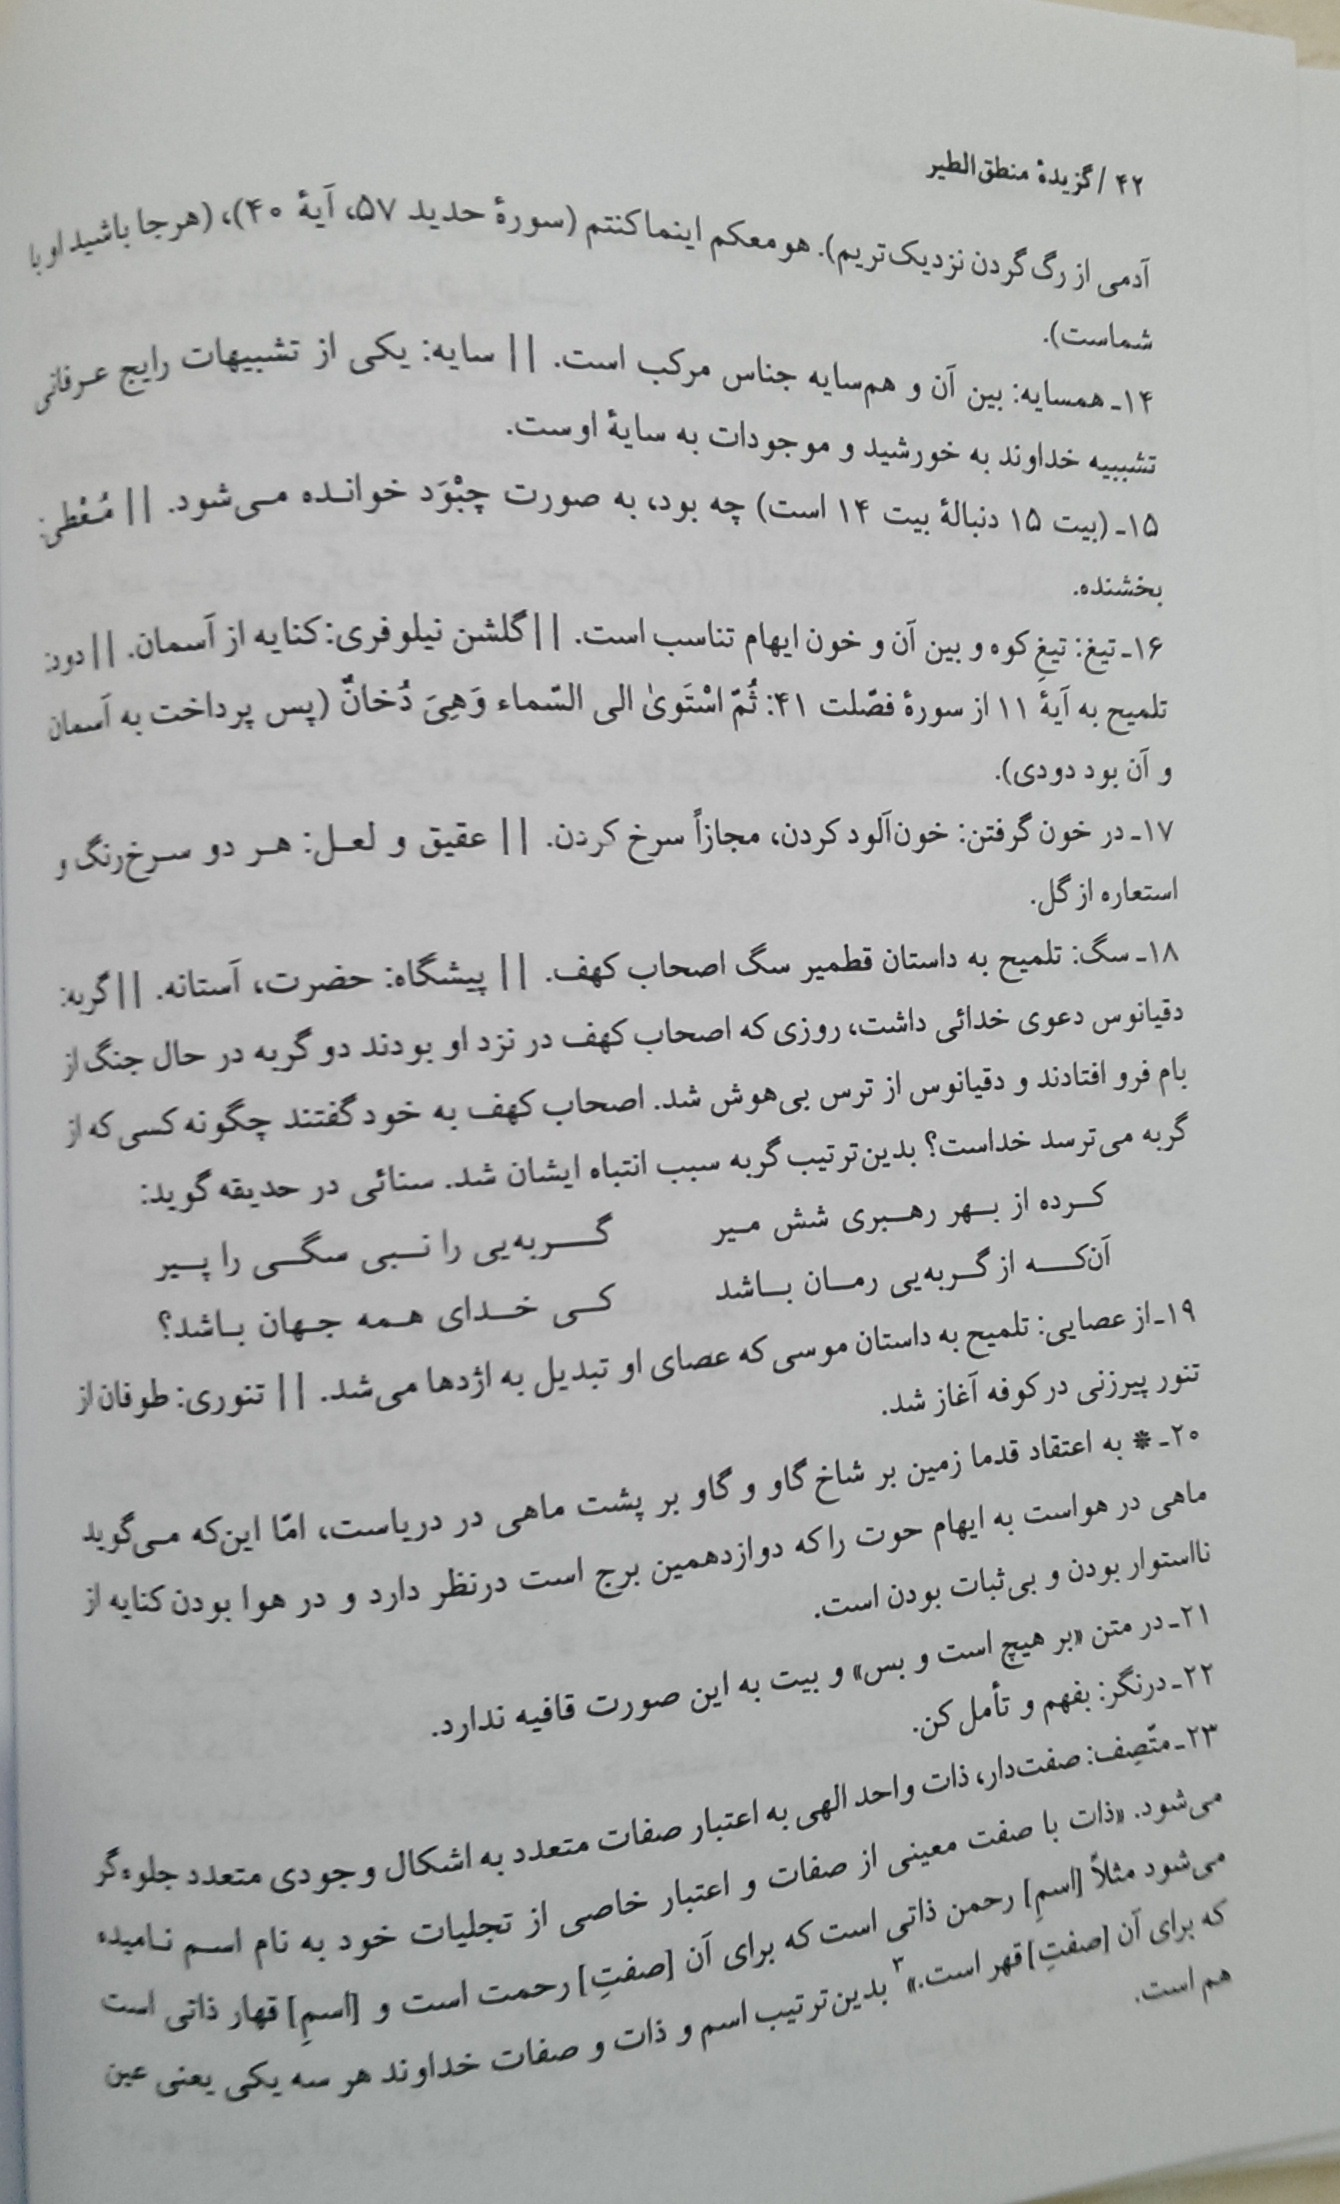 ۴۲ / گزیدهٔ منطق‌الطیر
آدمی از رگ گردن نزدیک‌تریم). هو معکم اینما کنتم (سورهٔ حدید ۵۷، آیهٔ ۴۰)، (هر جا باشید او با
شماست).
۱۴ـ همسایه: بین آن و هم‌سایه جناس مرکب است. || سایه: یکی از تشبیهات رایج عرفانی
تشبییه خداوند به خورشید و موجودات به سایهٔ اوست.
۱۵ـ (بیت ۱۵ دنبالهٔ بیت ۱۴ است) چه بود، به صورت چِبْوَد خوانده می‌شود. || مُعْطی:
بخشنده.
۱۶ـ تیغ: تیغِ کوه و بین آن و خون ایهام تناسب است. || گلشن نیلوفری: کنایه از آسمان. || دود:
تلمیح به آیهٔ ۱۱ از سورهٔ فصّلت ۴۱: ثُمّ اسْتَویٰ الی السّماء وَهِیَ دُخانٌ (پس پرداخت به آسمان
و آن بود دودی).
۱۷ـ در خون گرفتن: خون‌آلود کردن، مجازاً سرخ کردن. || عقیق و لعل: هر دو سرخ‌رنگ و
استعاره از گل.
۱۸ـ سگ: تلمیح به داستان قطمیر سگ اصحاب کهف. || پیشگاه: حضرت، آستانه. || گربه:
دقیانوس دعوی خدائی داشت، روزی که اصحاب کهف در نزد او بودند دو گربه در حال جنگ از
بام فرو افتادند و دقیانوس از ترس بی‌هوش شد. اصحاب کهف به خود گفتند چگونه کسی که از
گربه می‌ترسد خداست؟ بدین‌ترتیب گربه سبب انتباه ایشان شد. سنائی در حدیقه گوید:
کرده از بهر رهبری شش میر گربه‌یی را نبی سگی را پیر
آن‌که از گربه‌یی رمان باشد کی خدای همه جهان باشد؟
۱۹ـ از عصایی: تلمیح به داستان موسی که عصای او تبدیل به اژدها می‌شد. || تنوری: طوفان از
تنور پیرزنی در کوفه آغاز شد.
۲۰ـ * به اعتقاد قدما زمین بر شاخ گاو و گاو بر پشت ماهی در دریاست، امّا این‌که می‌گوید
ماهی در هواست به ایهام حوت را که دوازدهمین برج است درنظر دارد و در هوا بودن کنایه از
نااستوار بودن و بی‌ثبات بودن است.
۲۱ـ در متن «بر هیچ است و بس» و بیت به این صورت قافیه ندارد.
۲۲ـ درنگر: بفهم و تأمل کن.
۲۳ـ متّصِف: صفت‌دار، ذات واحد الهی به اعتبار صفات متعدد به اشکال وجودی متعدد جلوه‌گر
می‌شود. «ذات با صفت معینی از صفات و اعتبار خاصی از تجلیات خود به نام اسم نامیده
می‌شود مثلاً [اسمِ] رحمن ذاتی است که برای آن [صفتِ] رحمت است و [اسمِ] قهار ذاتی است
که برای آن [صفتِ] قهر است.»۳ بدین‌ترتیب اسم و ذات و صفات خداوند هر سه یکی یعنی عین
هم است.